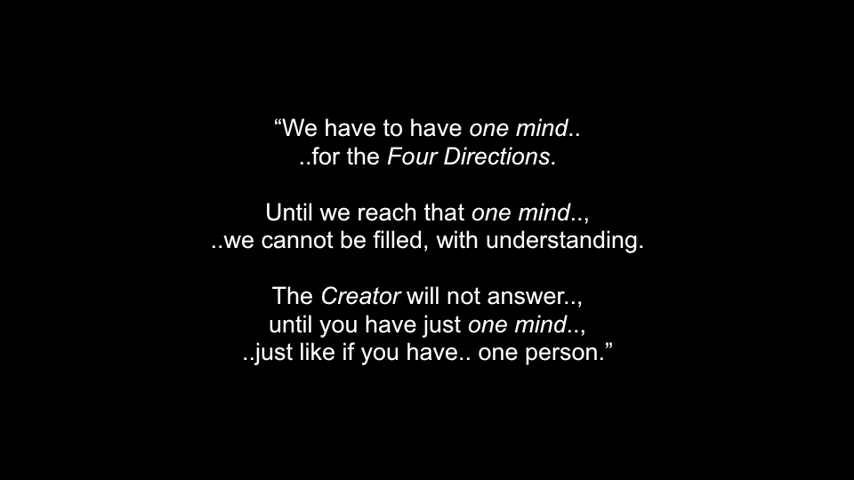 “We have to have one mind..
..for the Four Directions.
Until we reach that one mind..,
..we cannot be filled, with understanding.
The Creator will not answer..,
until you have just one mind..,
..just like if you have.. one person.”